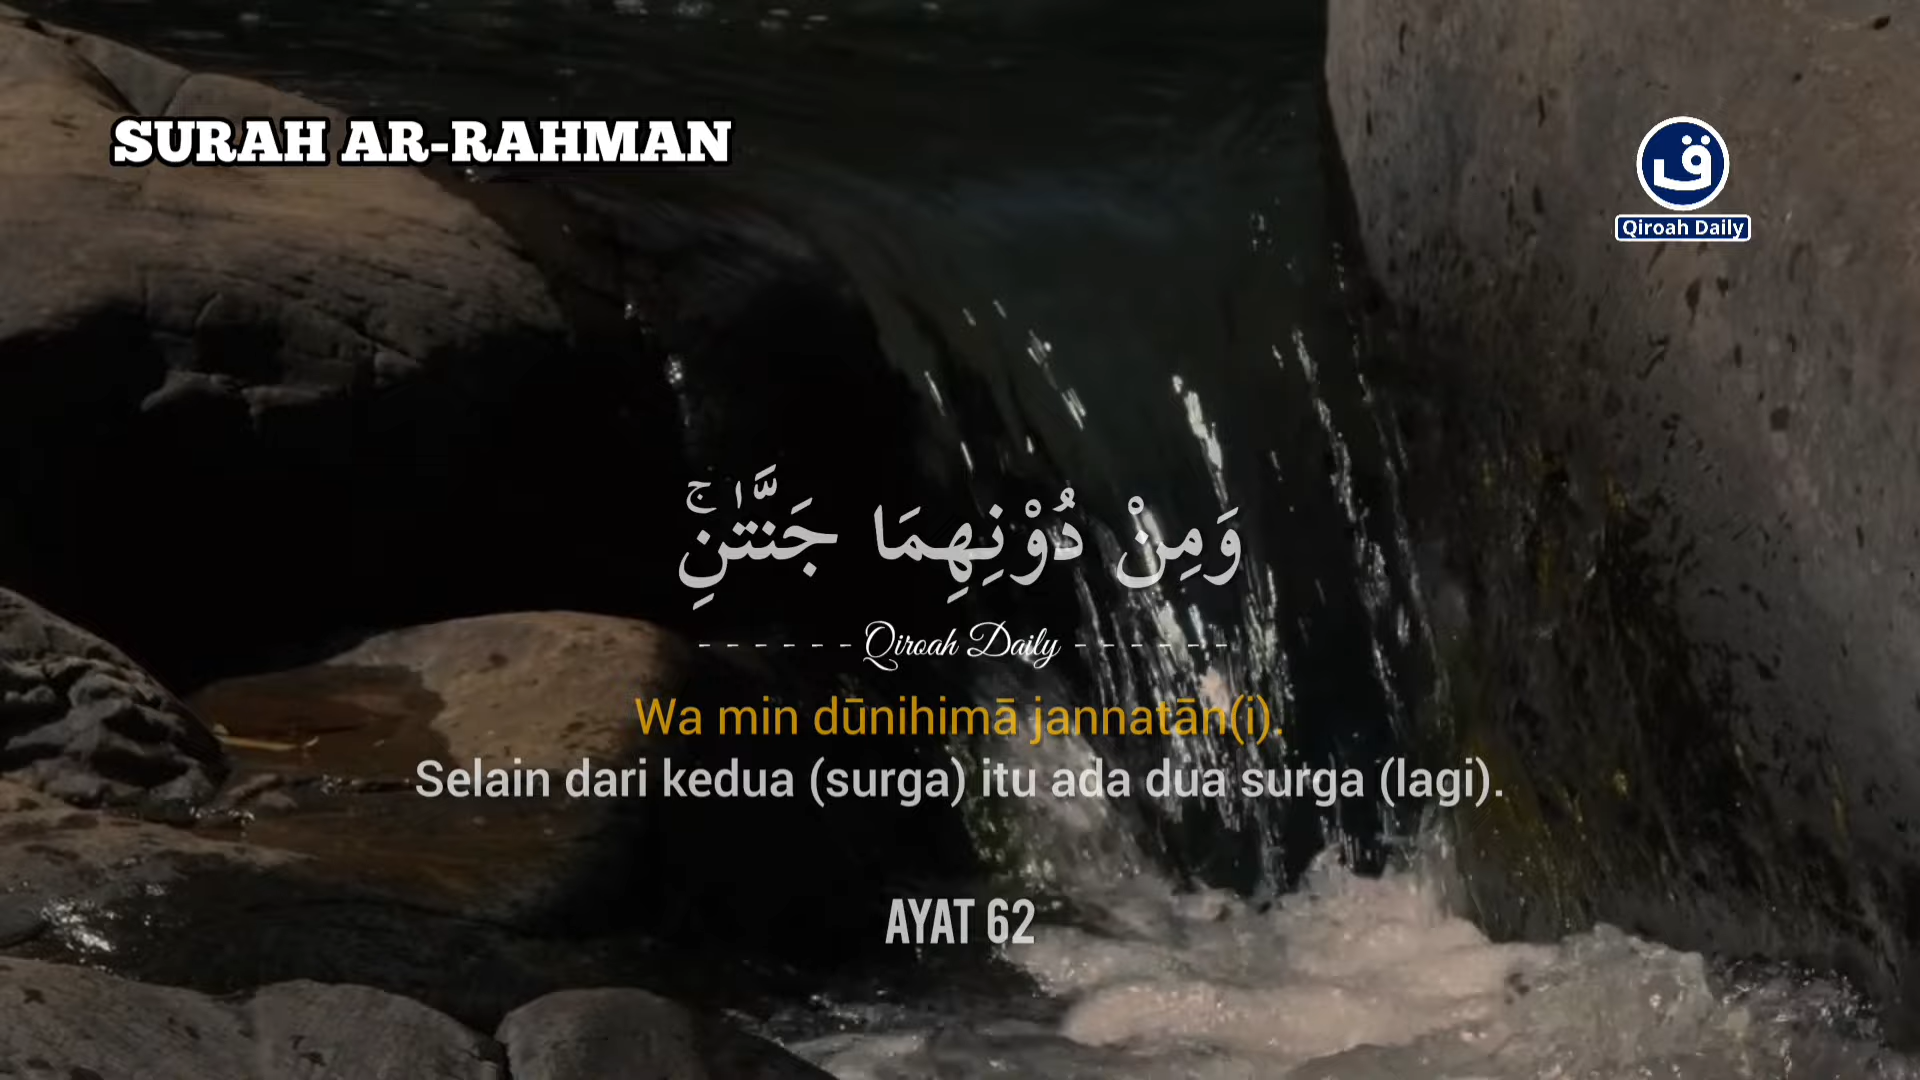 SURAH AR-RAHMAN
ق
Qiroah Daily
وَمِنْ دُوْنِهِمَا جَنَّتٰنِۚ
------Qiroah Daily------
Wa min dūnihimā jannatān(i).
Selain dari kedua (surga) itu ada dua surga (lagi).
AYAT 62